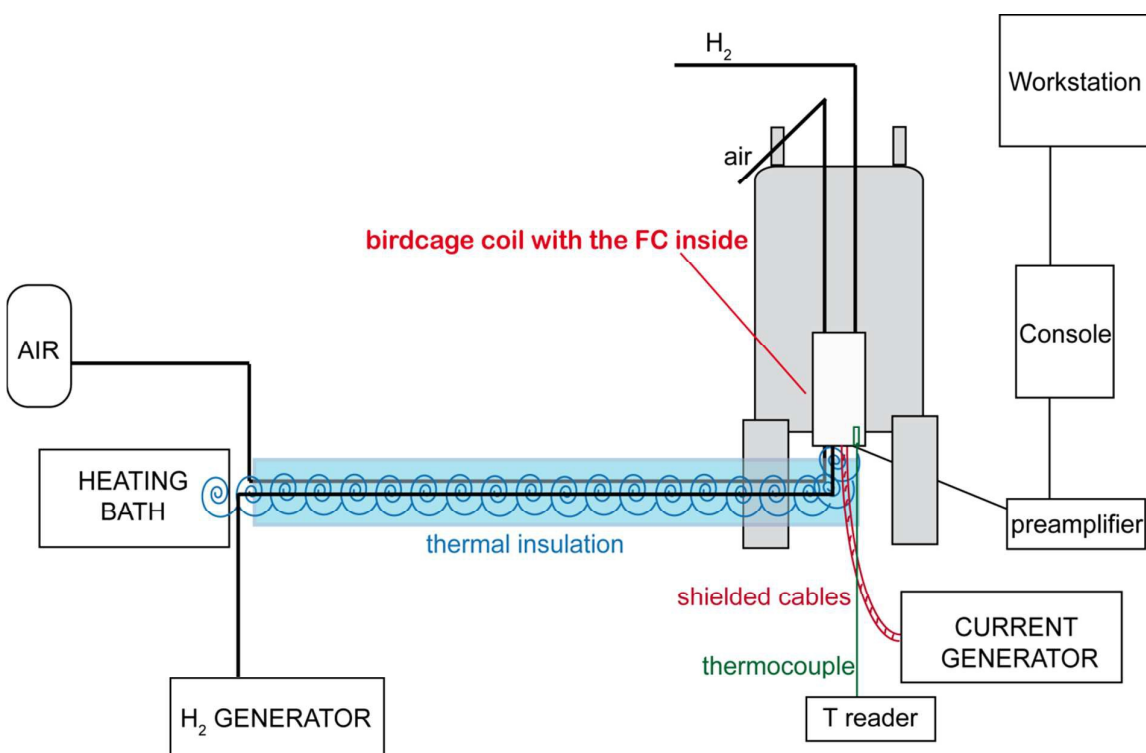 H₂
Workstation
air
birdcage coil with the FC inside
AIR
Console
HEATING
BATH
thermal insulation
preamplifier
shielded cables
CURRENT
GENERATOR
thermocouple
H₂ GENERATOR
T reader